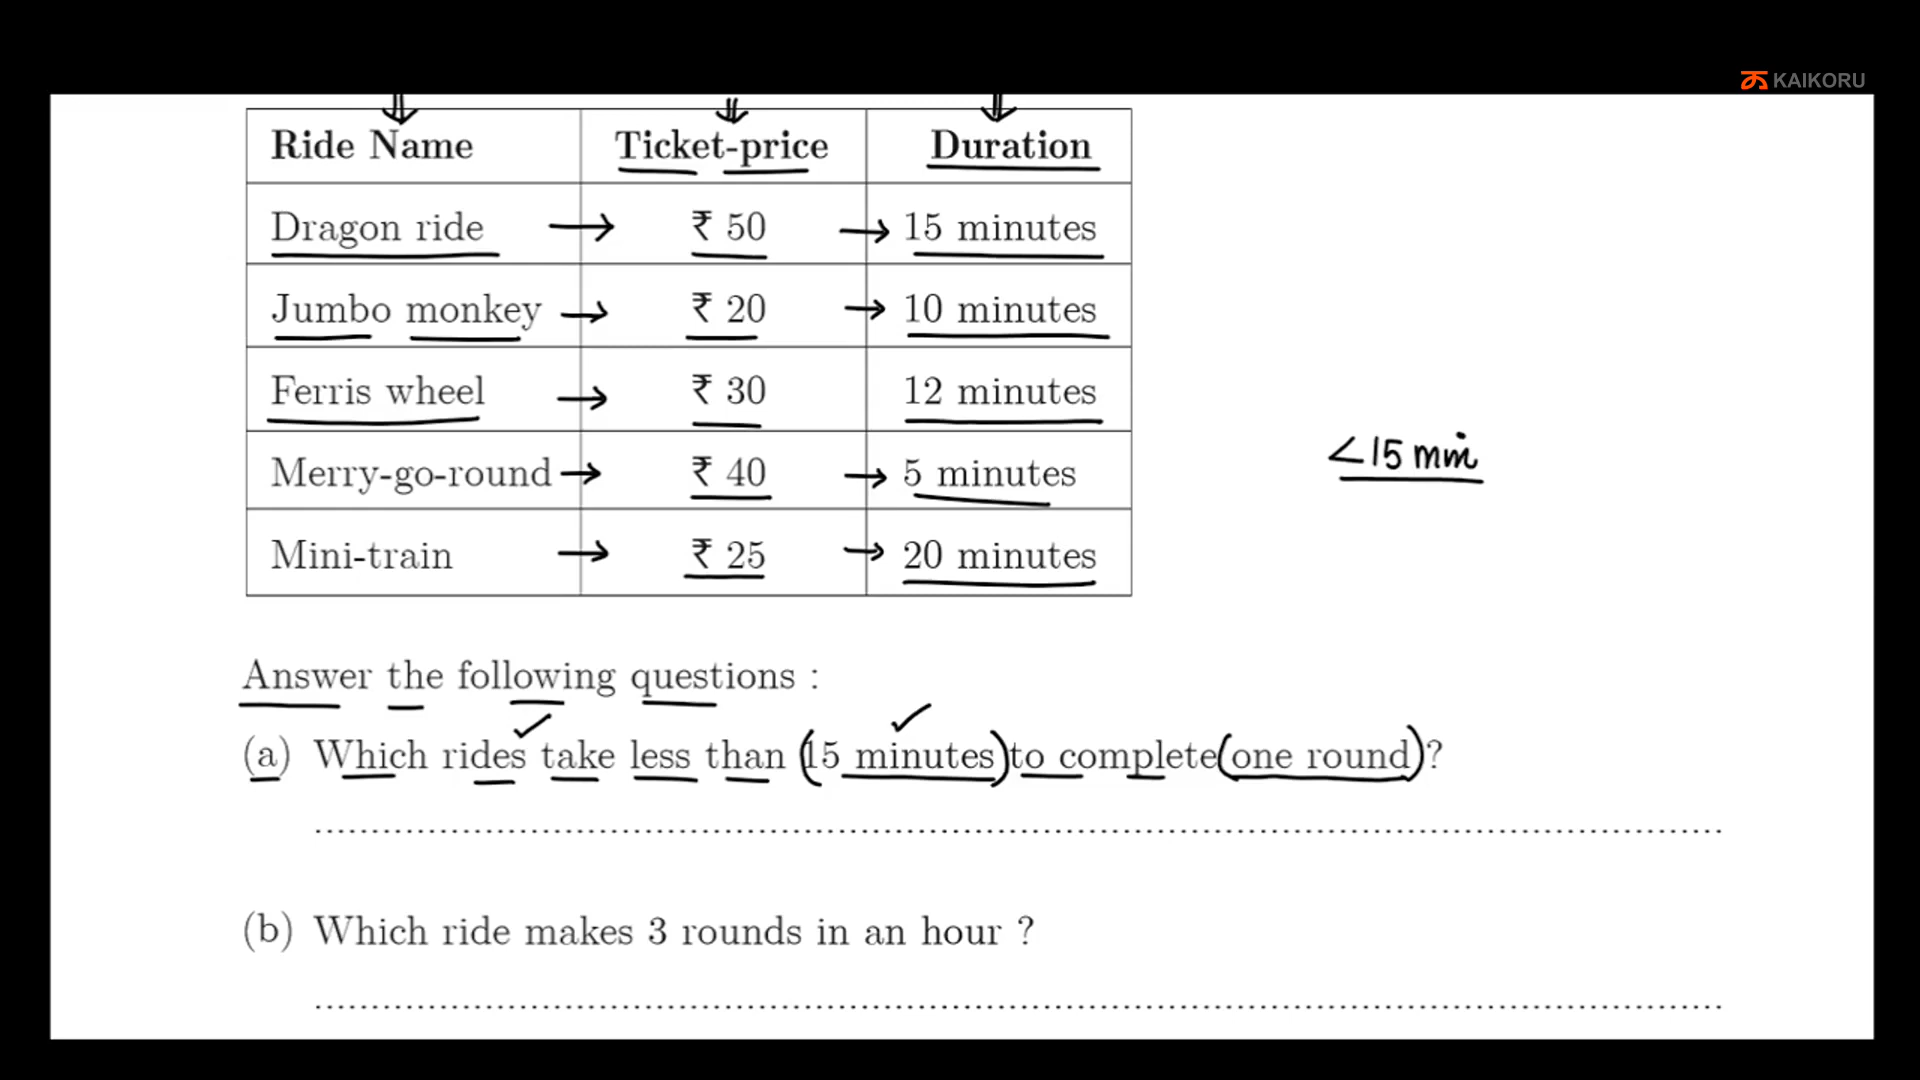 KAIKORU
Ride Name Ticket-price Duration
Dragon ride → ₹ 50 → 15 minutes
Jumbo monkey → ₹ 20 → 10 minutes
Ferris wheel → ₹ 30 12 minutes
Merry-go-round → ₹ 40 → 5 minutes
<15 min
Mini-train → ₹ 25 → 20 minutes
Answer the following questions :
(a) Which rides take less than (15 minutes) to complete (one round)?
(b) Which ride makes 3 rounds in an hour ?